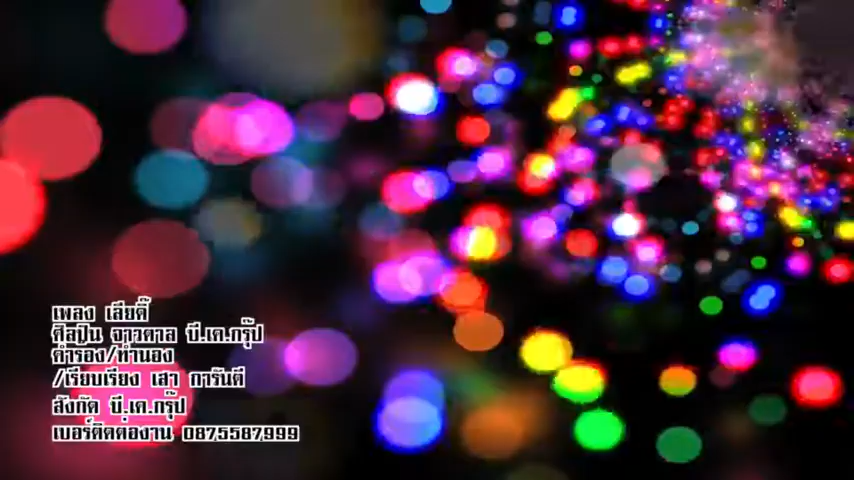 เพลง เลียดี๊
ศิลปิน จาวดาล บี.เค.กรุ๊ป
คำร้อง/ทำนอง
/เรียบเรียง เสา การันตี
สังกัด บี.เค.กรุ๊ป
เบอร์ติดต่องาน 0875587999